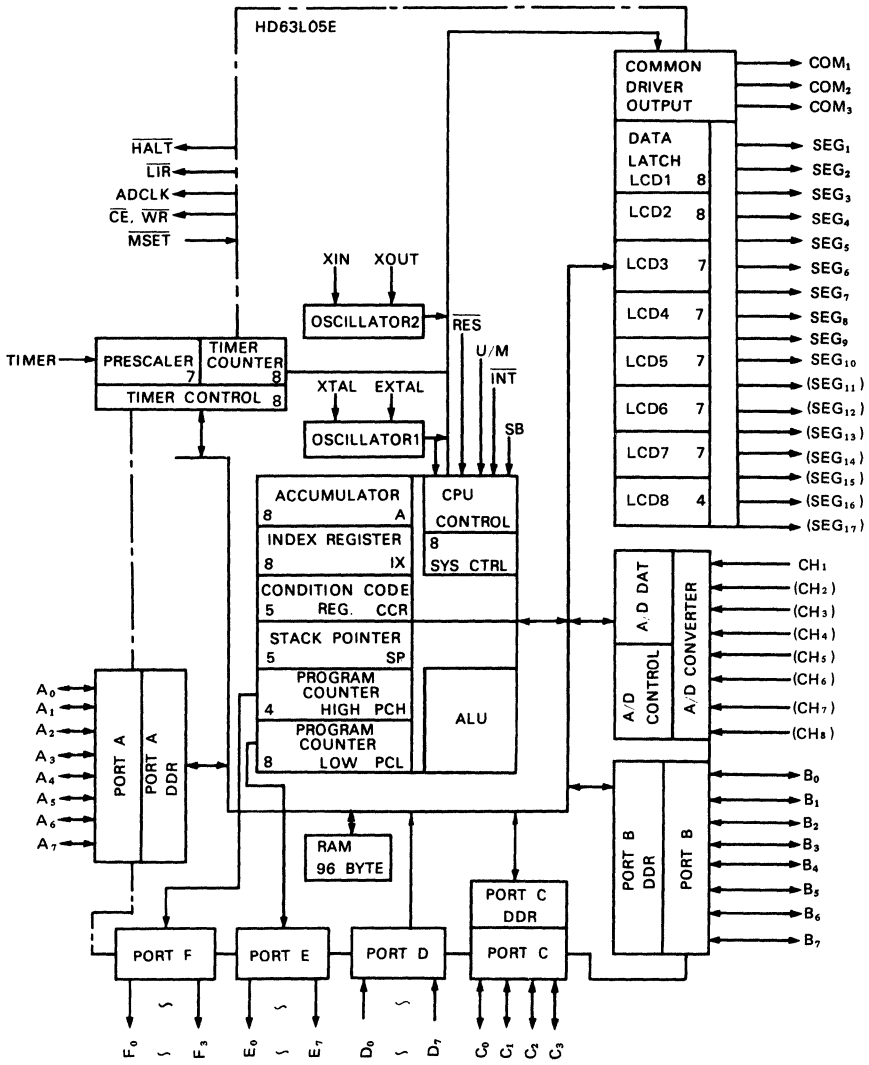 HD63L05E
COMMON
DRIVER
OUTPUT
COM₁
COM₂
COM₃
DATA
LATCH
LCD1 8
LCD2 8
LCD3 7
LCD4 7
LCD5 7
LCD6 7
LCD7 7
LCD8 4
SEG₁
SEG₂
SEG₃
SEG₄
SEG₅
SEG₆
SEG₇
SEG₈
SEG₉
SEG₁₀
(SEG₁₁)
(SEG₁₂)
(SEG₁₃)
(SEG₁₄)
(SEG₁₅)
(SEG₁₆)
(SEG₁₇)
H̅A̅L̅T̅
L̅I̅R̅
ADCLK
C̅E̅, W̅R̅
M̅S̅E̅T̅
XIN XOUT
OSCILLATOR2
TIMER
PRESCALER
7
TIMER
COUNTER
8
TIMER CONTROL 8
XTAL EXTAL
OSCILLATOR1
R̅E̅S̅
U/M
I̅N̅T̅
SB
ACCUMULATOR
8 A
INDEX REGISTER
8 IX
CONDITION CODE
5 REG. CCR
STACK POINTER
5 SP
PROGRAM
COUNTER
4 HIGH PCH
PROGRAM
COUNTER
8 LOW PCL
CPU
CONTROL
8
SYS CTRL
ALU
A/D DAT
A/D
CONTROL
A/D CONVERTER
CH₁
(CH₂)
(CH₃)
(CH₄)
(CH₅)
(CH₆)
(CH₇)
(CH₈)
A₀
A₁
A₂
A₃
A₄
A₅
A₆
A₇
PORT A
PORT A
DDR
RAM
96 BYTE
PORT B
DDR
PORT B
B₀
B₁
B₂
B₃
B₄
B₅
B₆
B₇
PORT C
DDR
PORT F
PORT E
PORT D
PORT C
F₀ ~ F₃
E₀ ~ E₇
D₀ ~ D₇
C₀ C₁ C₂ C₃